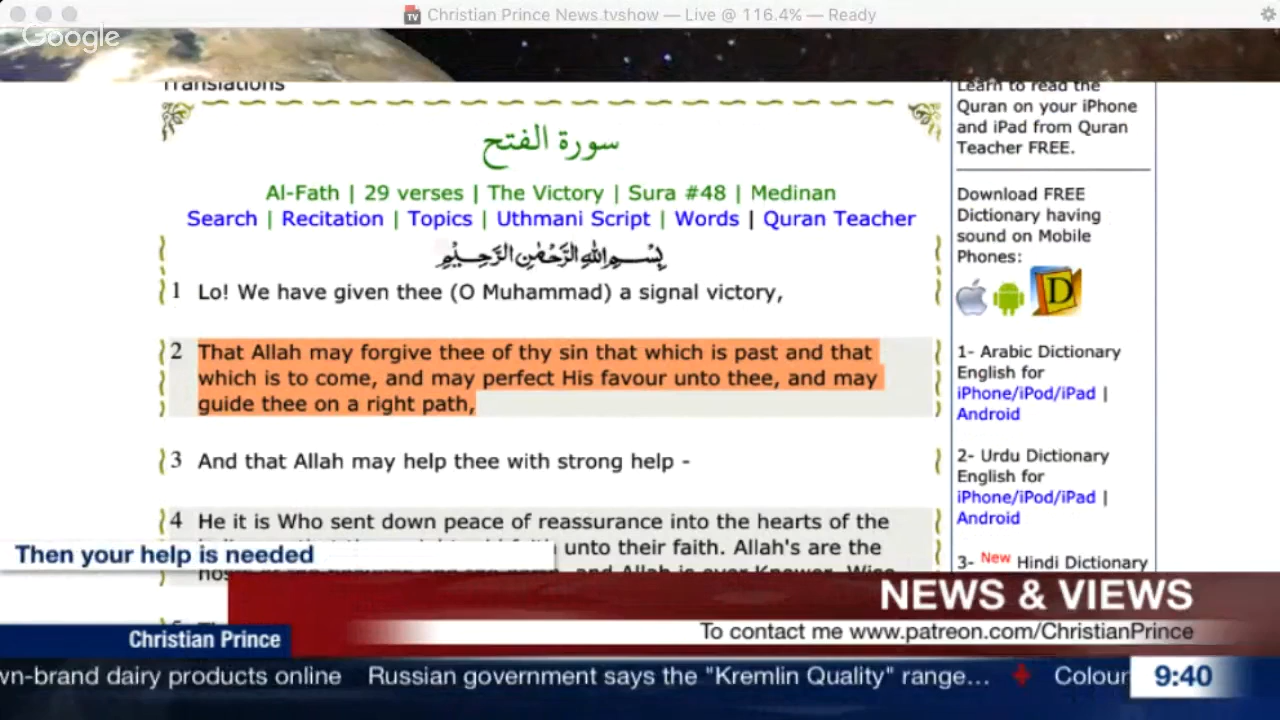 Christian Prince News.tvshow — Live @ 116.4% — Ready
Google
Translations
سورة الفتح
Al-Fath | 29 verses | The Victory | Sura #48 | Medinan
Search | Recitation | Topics | Uthmani Script | Words | Quran Teacher
بِسْمِ اللهِ الرَّحْمٰنِ الرَّحِيْمِ
1 Lo! We have given thee (O Muhammad) a signal victory,
2 That Allah may forgive thee of thy sin that which is past and that
which is to come, and may perfect His favour unto thee, and may
guide thee on a right path,
3 And that Allah may help thee with strong help -
4 He it is Who sent down peace of reassurance into the hearts of the
unto their faith. Allah's are the
and Allah is ever Knower, Wise
Learn to read the
Quran on your iPhone
and iPad from Quran
Teacher FREE.
Download FREE
Dictionary having
sound on Mobile
Phones:
D
1- Arabic Dictionary
English for
iPhone/iPod/iPad |
Android
2- Urdu Dictionary
English for
iPhone/iPod/iPad |
Android
3- New Hindi Dictionary
Then your help is needed
NEWS & VIEWS
To contact me www.patreon.com/ChristianPrince
Christian Prince
wn-brand dairy products online Russian government says the "Kremlin Quality" range... Colour
9:40